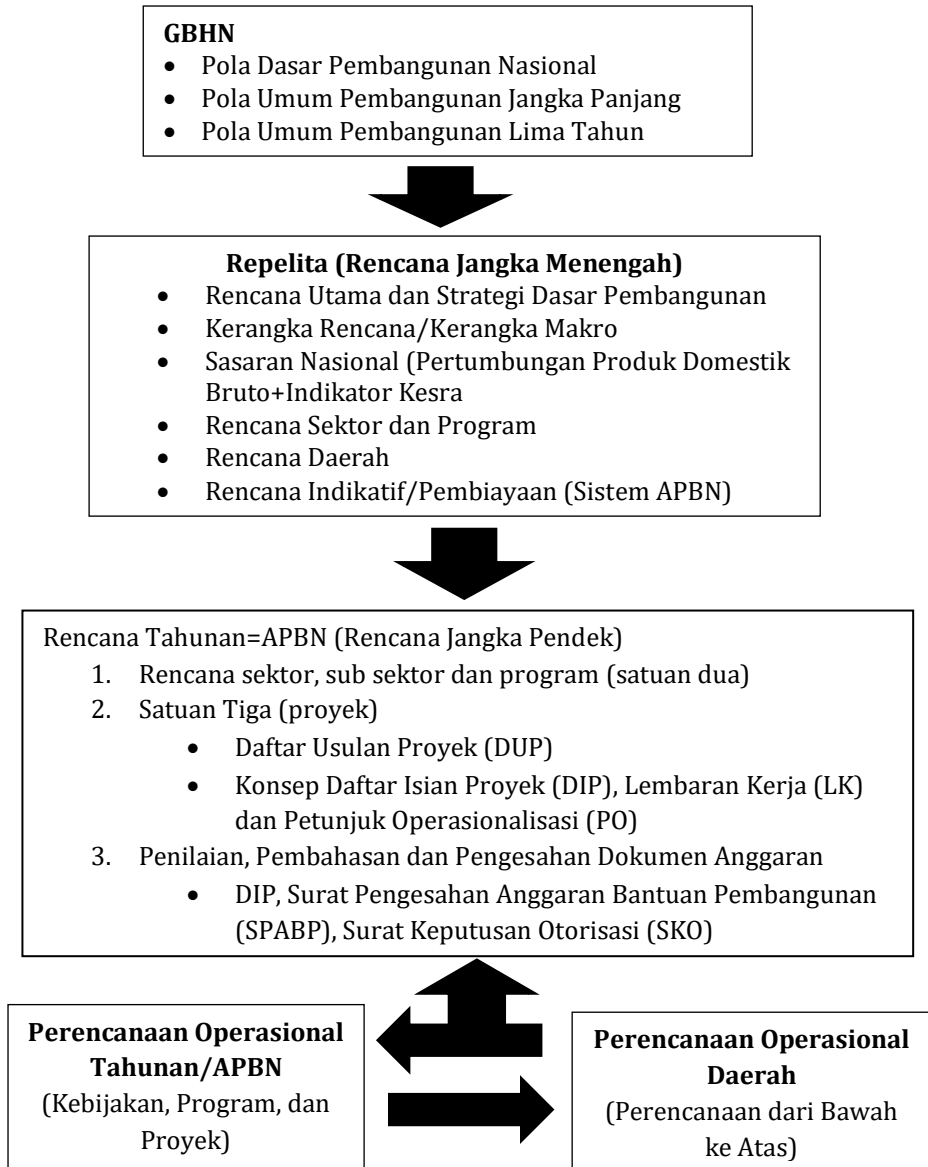 GBHN
• Pola Dasar Pembangunan Nasional
• Pola Umum Pembangunan Jangka Panjang
• Pola Umum Pembangunan Lima Tahun
Repelita (Rencana Jangka Menengah)
• Rencana Utama dan Strategi Dasar Pembangunan
• Kerangka Rencana/Kerangka Makro
• Sasaran Nasional (Pertumbungan Produk Domestik
Bruto+Indikator Kesra
• Rencana Sektor dan Program
• Rencana Daerah
• Rencana Indikatif/Pembiayaan (Sistem APBN)
Rencana Tahunan=APBN (Rencana Jangka Pendek)
1. Rencana sektor, sub sektor dan program (satuan dua)
2. Satuan Tiga (proyek)
• Daftar Usulan Proyek (DUP)
• Konsep Daftar Isian Proyek (DIP), Lembaran Kerja (LK)
dan Petunjuk Operasionalisasi (PO)
3. Penilaian, Pembahasan dan Pengesahan Dokumen Anggaran
• DIP, Surat Pengesahan Anggaran Bantuan Pembangunan
(SPABP), Surat Keputusan Otorisasi (SKO)
Perencanaan Operasional
Tahunan/APBN
(Kebijakan, Program, dan
Proyek)
Perencanaan Operasional
Daerah
(Perencanaan dari Bawah
ke Atas)